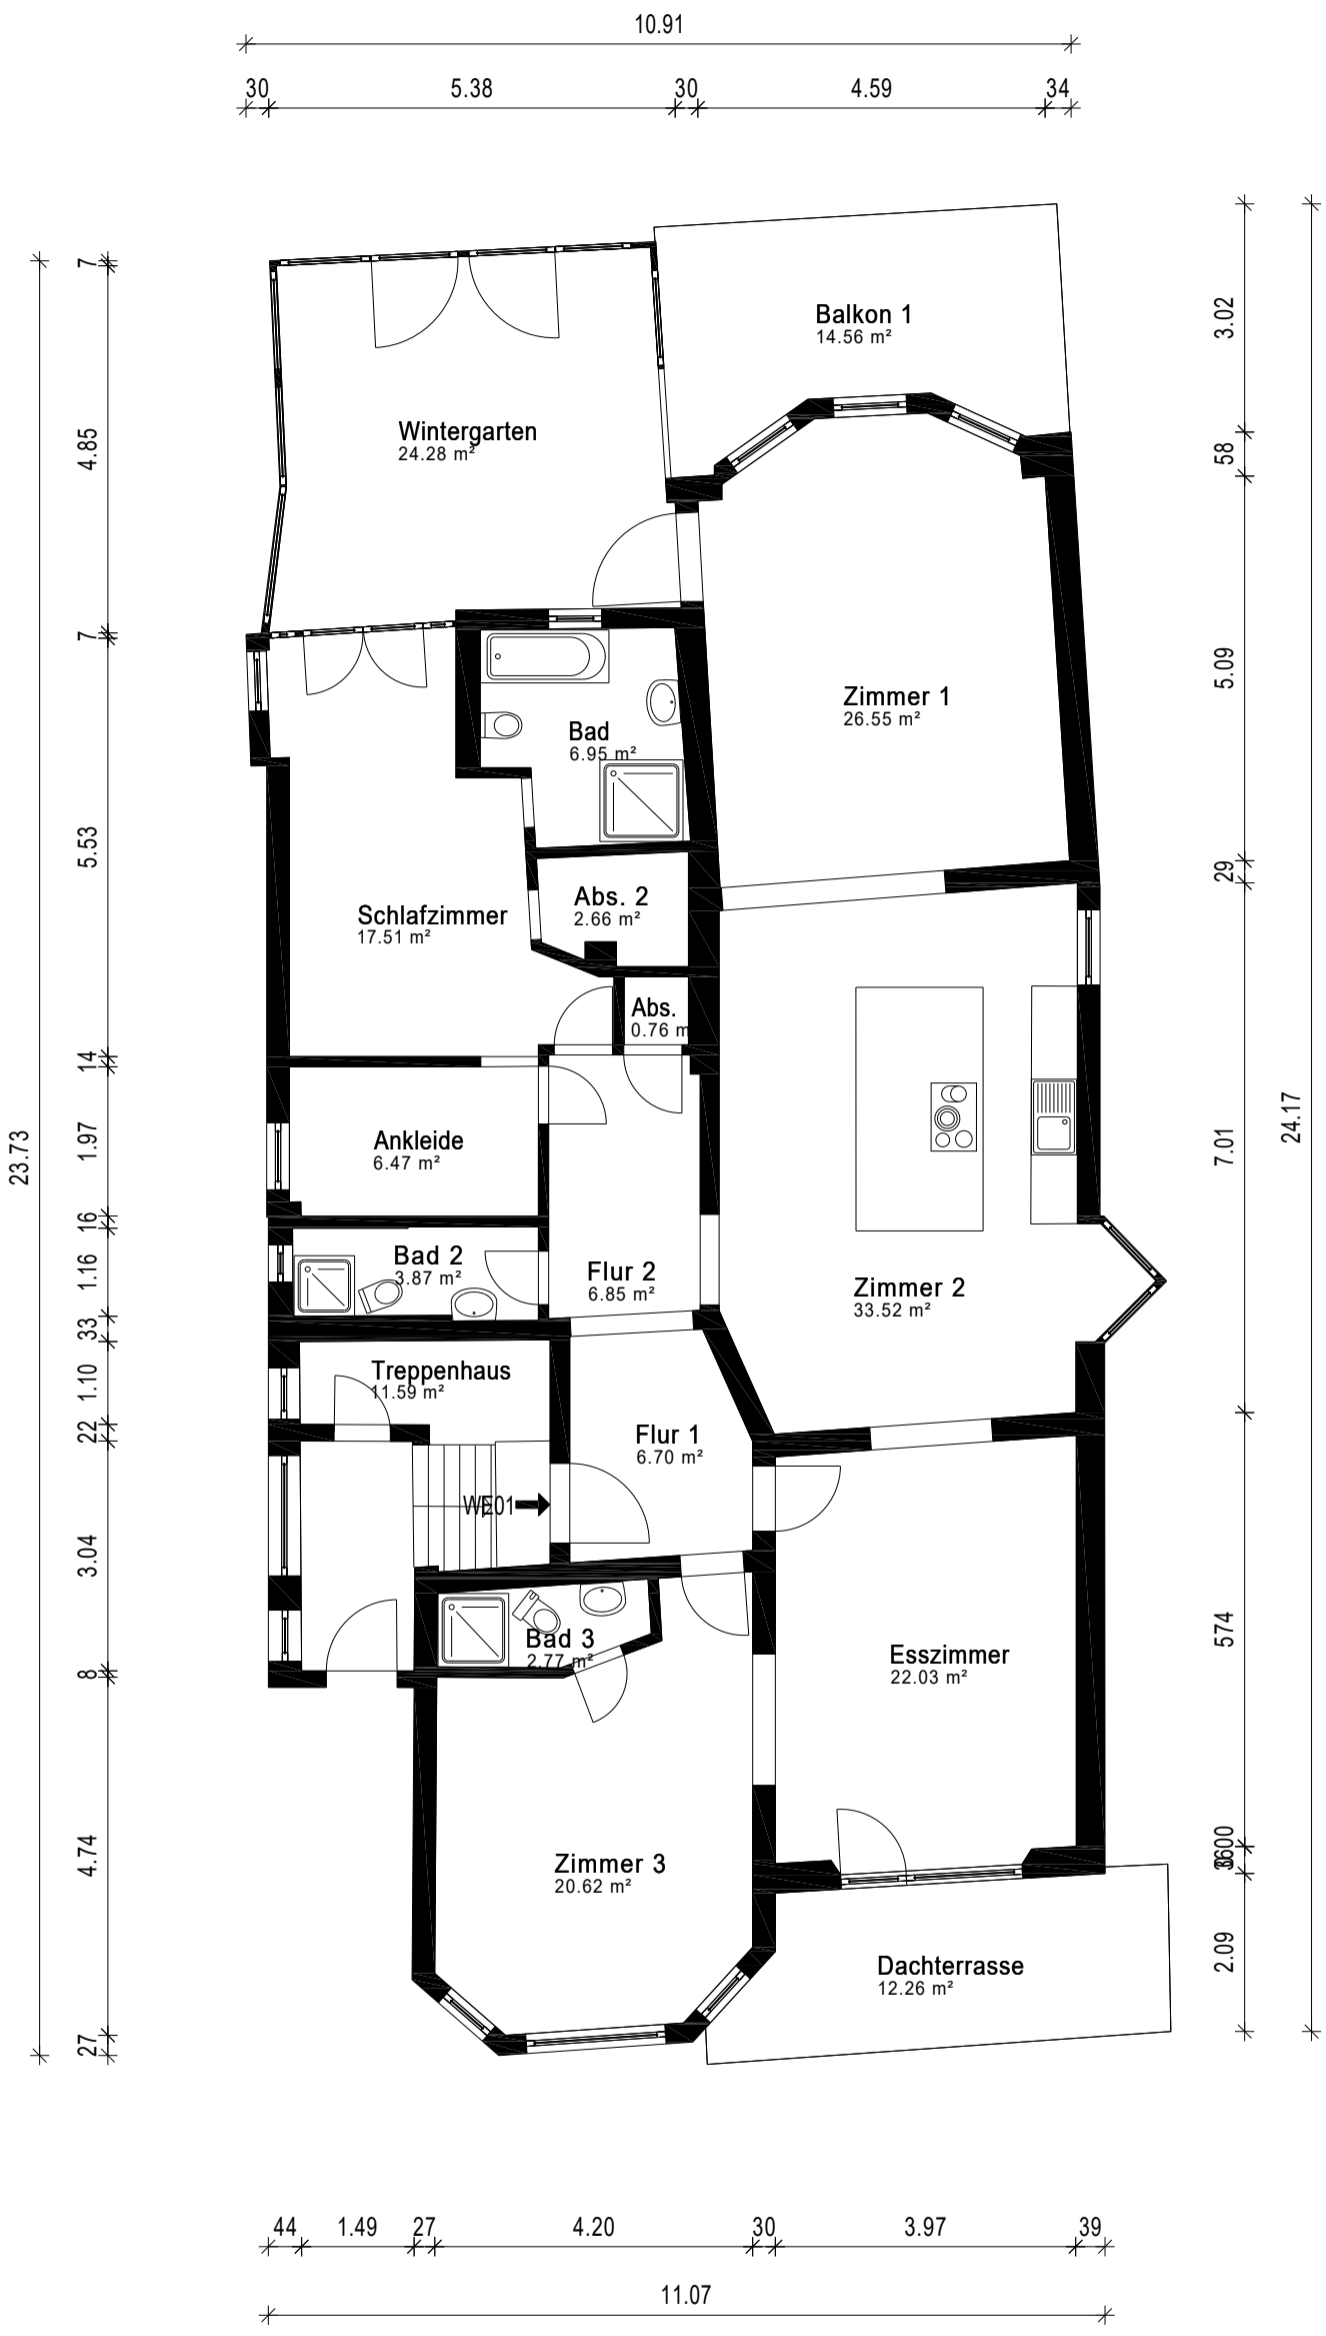 10.91
30
5.38
30
4.59
34
7
4.85
7
5.53
14
1.97
16
1.16
33
1.10
22
3.04
8
4.74
27
23.73
Balkon 1
14.56 m²
Wintergarten
24.28 m²
Zimmer 1
26.55 m²
Bad
6.95 m²
Abs. 2
2.66 m²
Schlafzimmer
17.51 m²
Abs.
0.76 m
Ankleide
6.47 m²
Bad 2
3.87 m²
Flur 2
6.85 m²
Zimmer 2
33.52 m²
Treppenhaus
11.59 m²
Flur 1
6.70 m²
WE01
Bad 3
2.77 m²
Esszimmer
22.03 m²
Zimmer 3
20.62 m²
Dachterrasse
12.26 m²
3.02
58
5.09
29
7.01
574
2.09
24.17
44
1.49
27
4.20
30
3.97
39
11.07